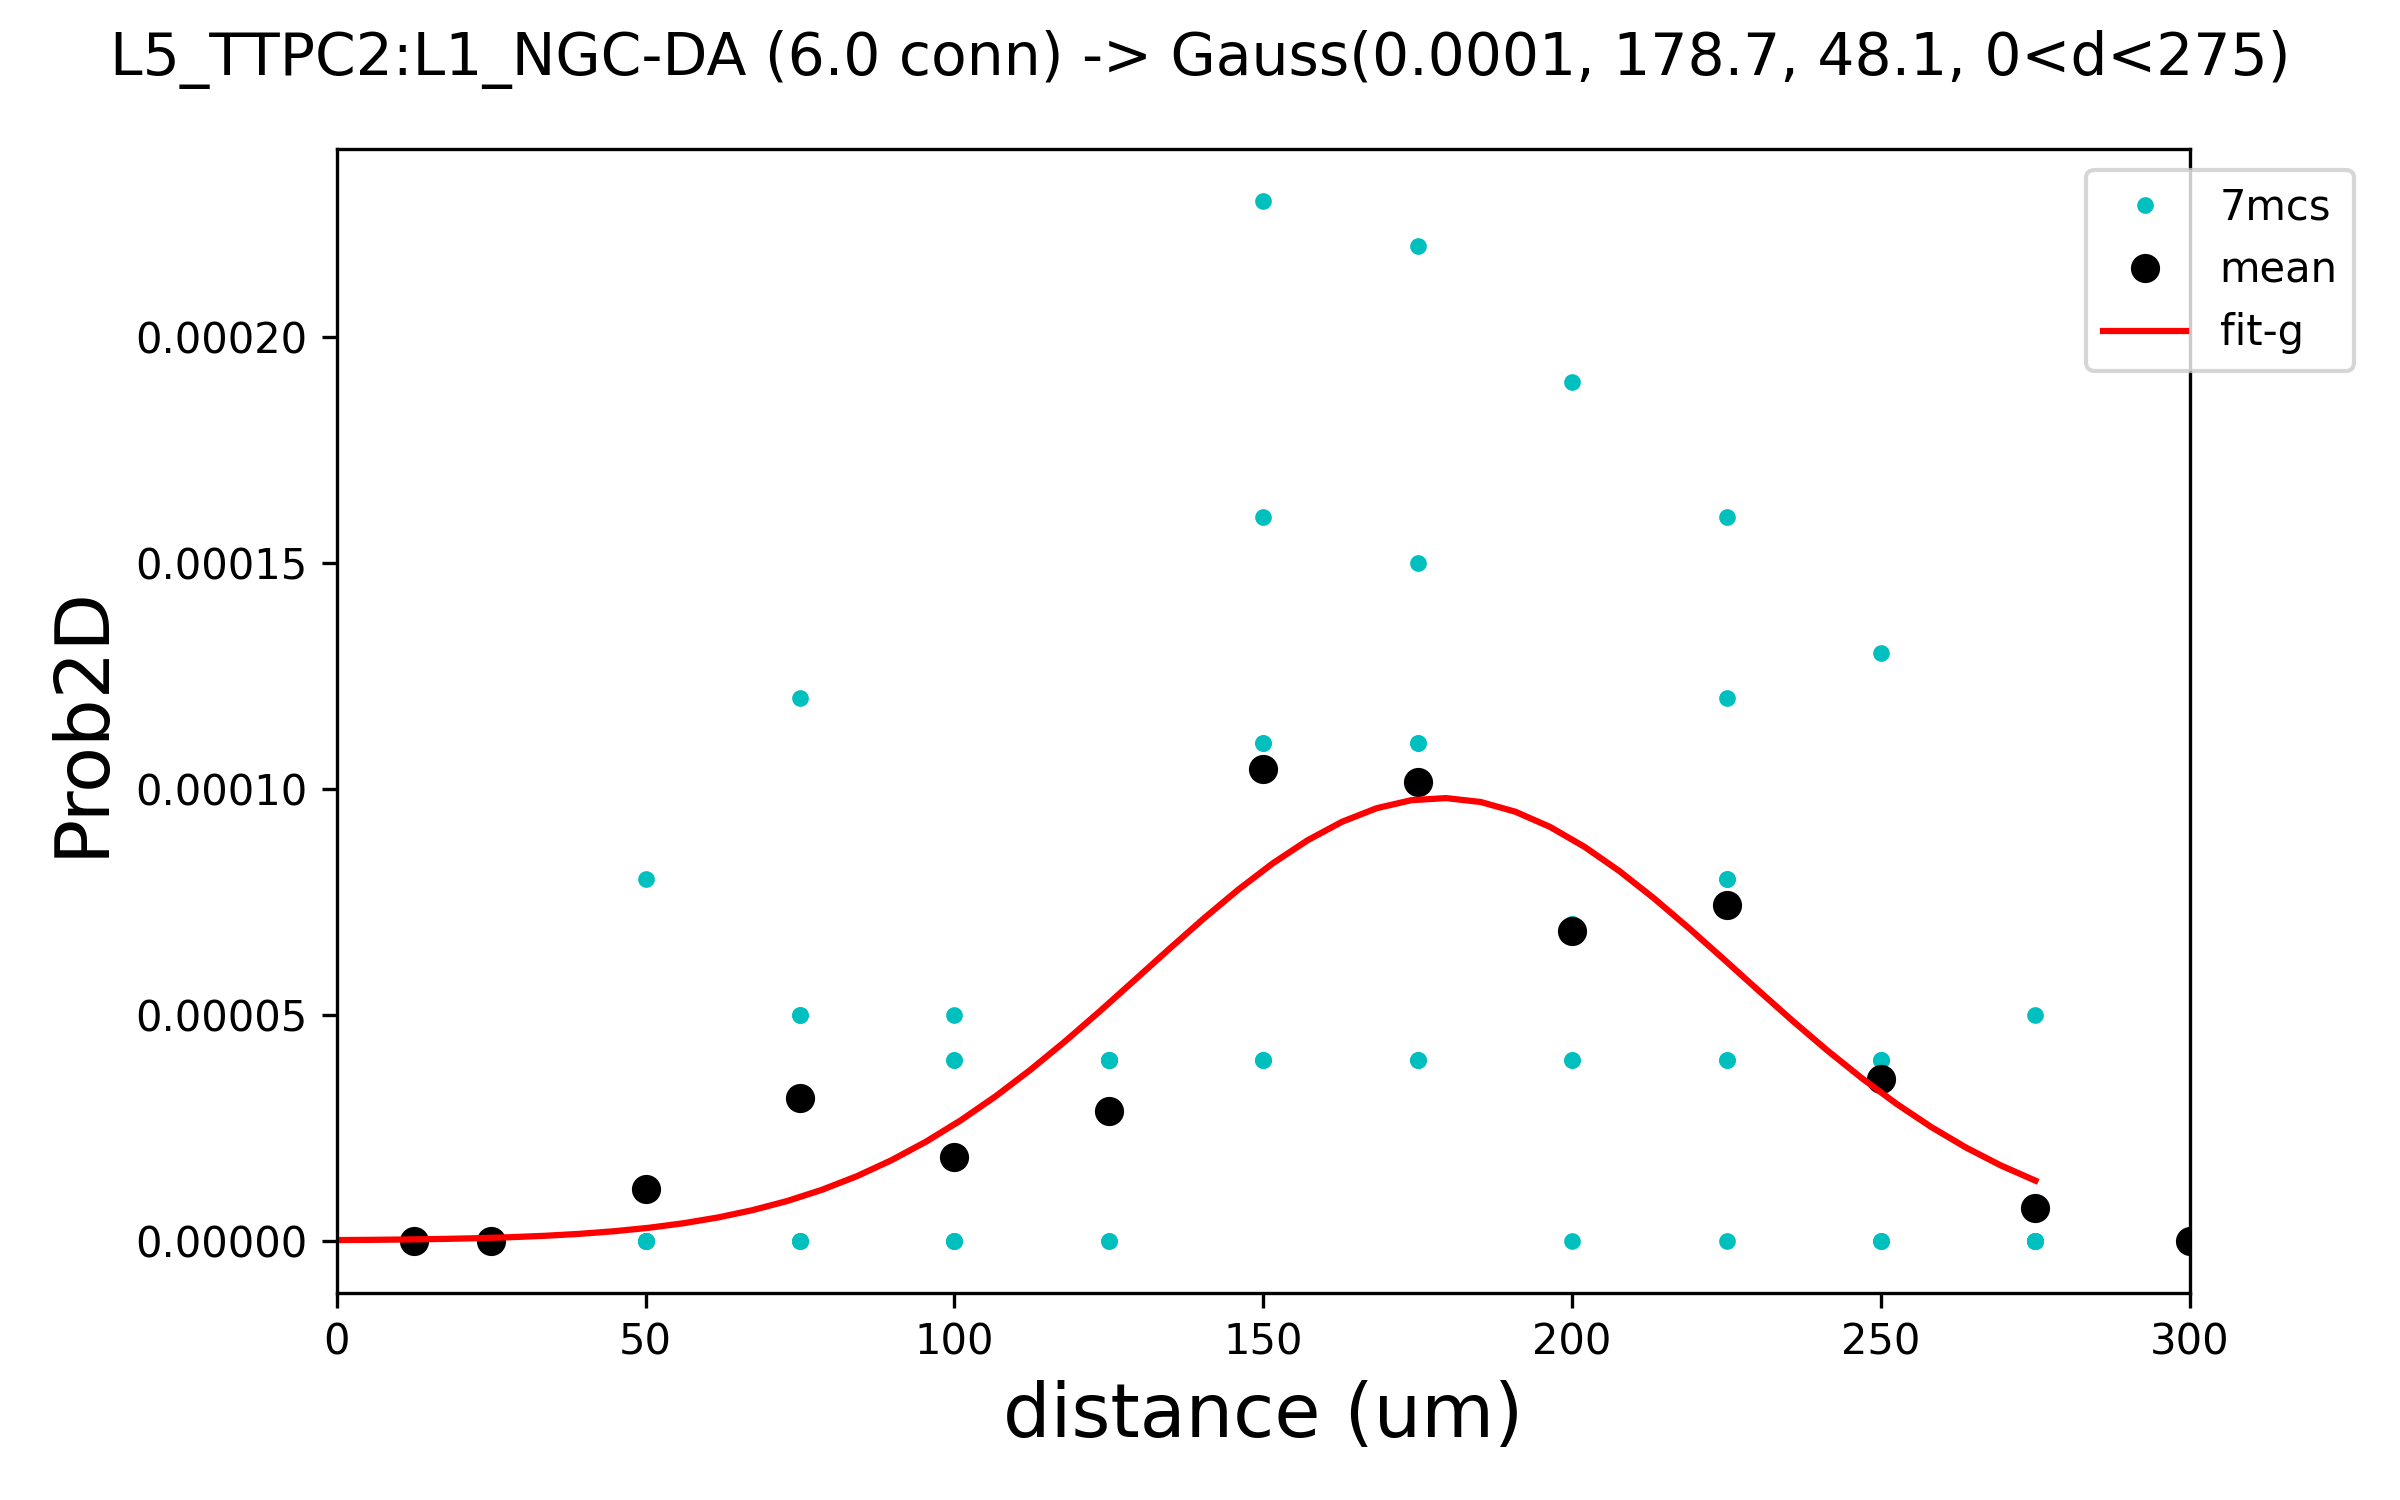 L5_TTPC2:L1_NGC-DA (6.0 conn) -> Gauss(0.0001, 178.7, 48.1, 0<d<275)
7mcs
mean
fit-g
Prob2D
0.00020
0.00015
0.00010
0.00005
0.00000
0 50 100 150 200 250 300
distance (um)